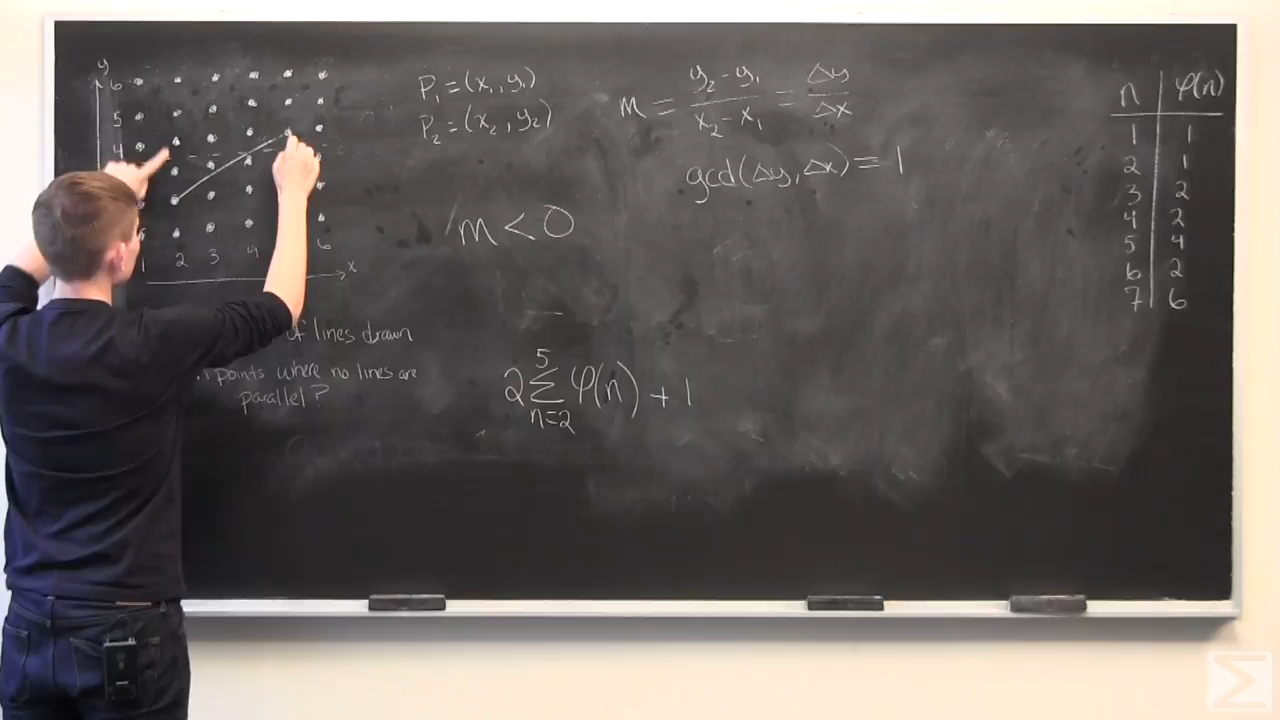 y
6
5
4
1 2 3 4 6
x
of lines drawn
points where no lines are
parallel?
P₁ = (x₁, y₁)
P₂ = (x₂, y₂)
m < 0
m = (y₂ - y₁)/(x₂ - x₁) = Δy/Δx
gcd(Δy, Δx) = 1
5
2 Σ φ(n) + 1
n=2
n φ(n)
1 1
2 1
3 2
4 2
5 4
6 2
7 6
Σ